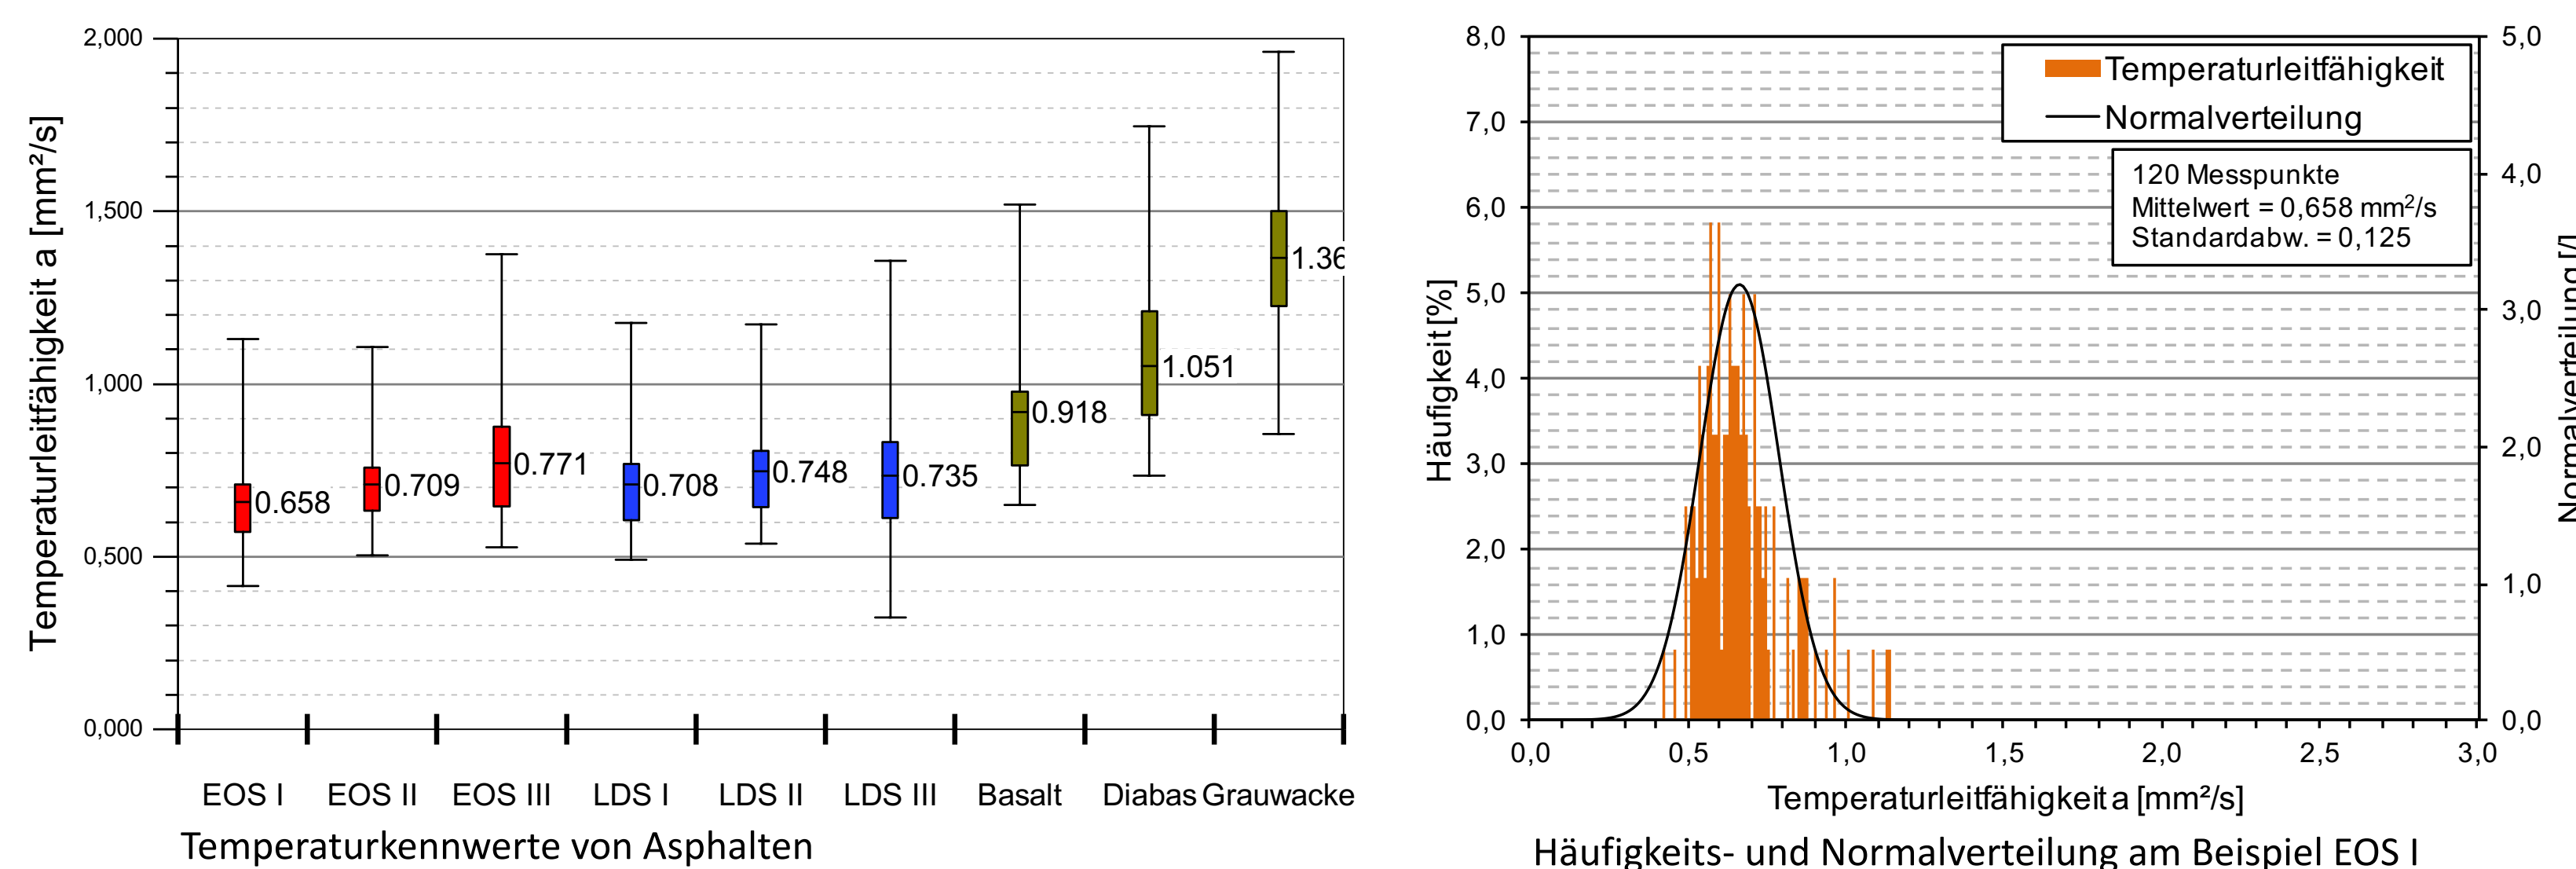 Temperaturleitfähigkeit a [mm²/s]
2,000
1,500
1,000
0,500
0,000
0.658
0.709
0.771
0.708
0.748
0.735
0.918
1.051
1.36
EOS I EOS II EOS III LDS I LDS II LDS III Basalt Diabas Grauwacke
Temperaturkennwerte von Asphalten
Häufigkeit [%]
8,0
7,0
6,0
5,0
4,0
3,0
2,0
1,0
0,0
Temperaturleitfähigkeit
Normalverteilung
120 Messpunkte
Mittelwert = 0,658 mm²/s
Standardabw. = 0,125
5,0
4,0
3,0
2,0
1,0
0,0
Normalverteilung [/]
0,0 0,5 1,0 1,5 2,0 2,5 3,0
Temperaturleitfähigkeit a [mm²/s]
Häufigkeits- und Normalverteilung am Beispiel EOS I